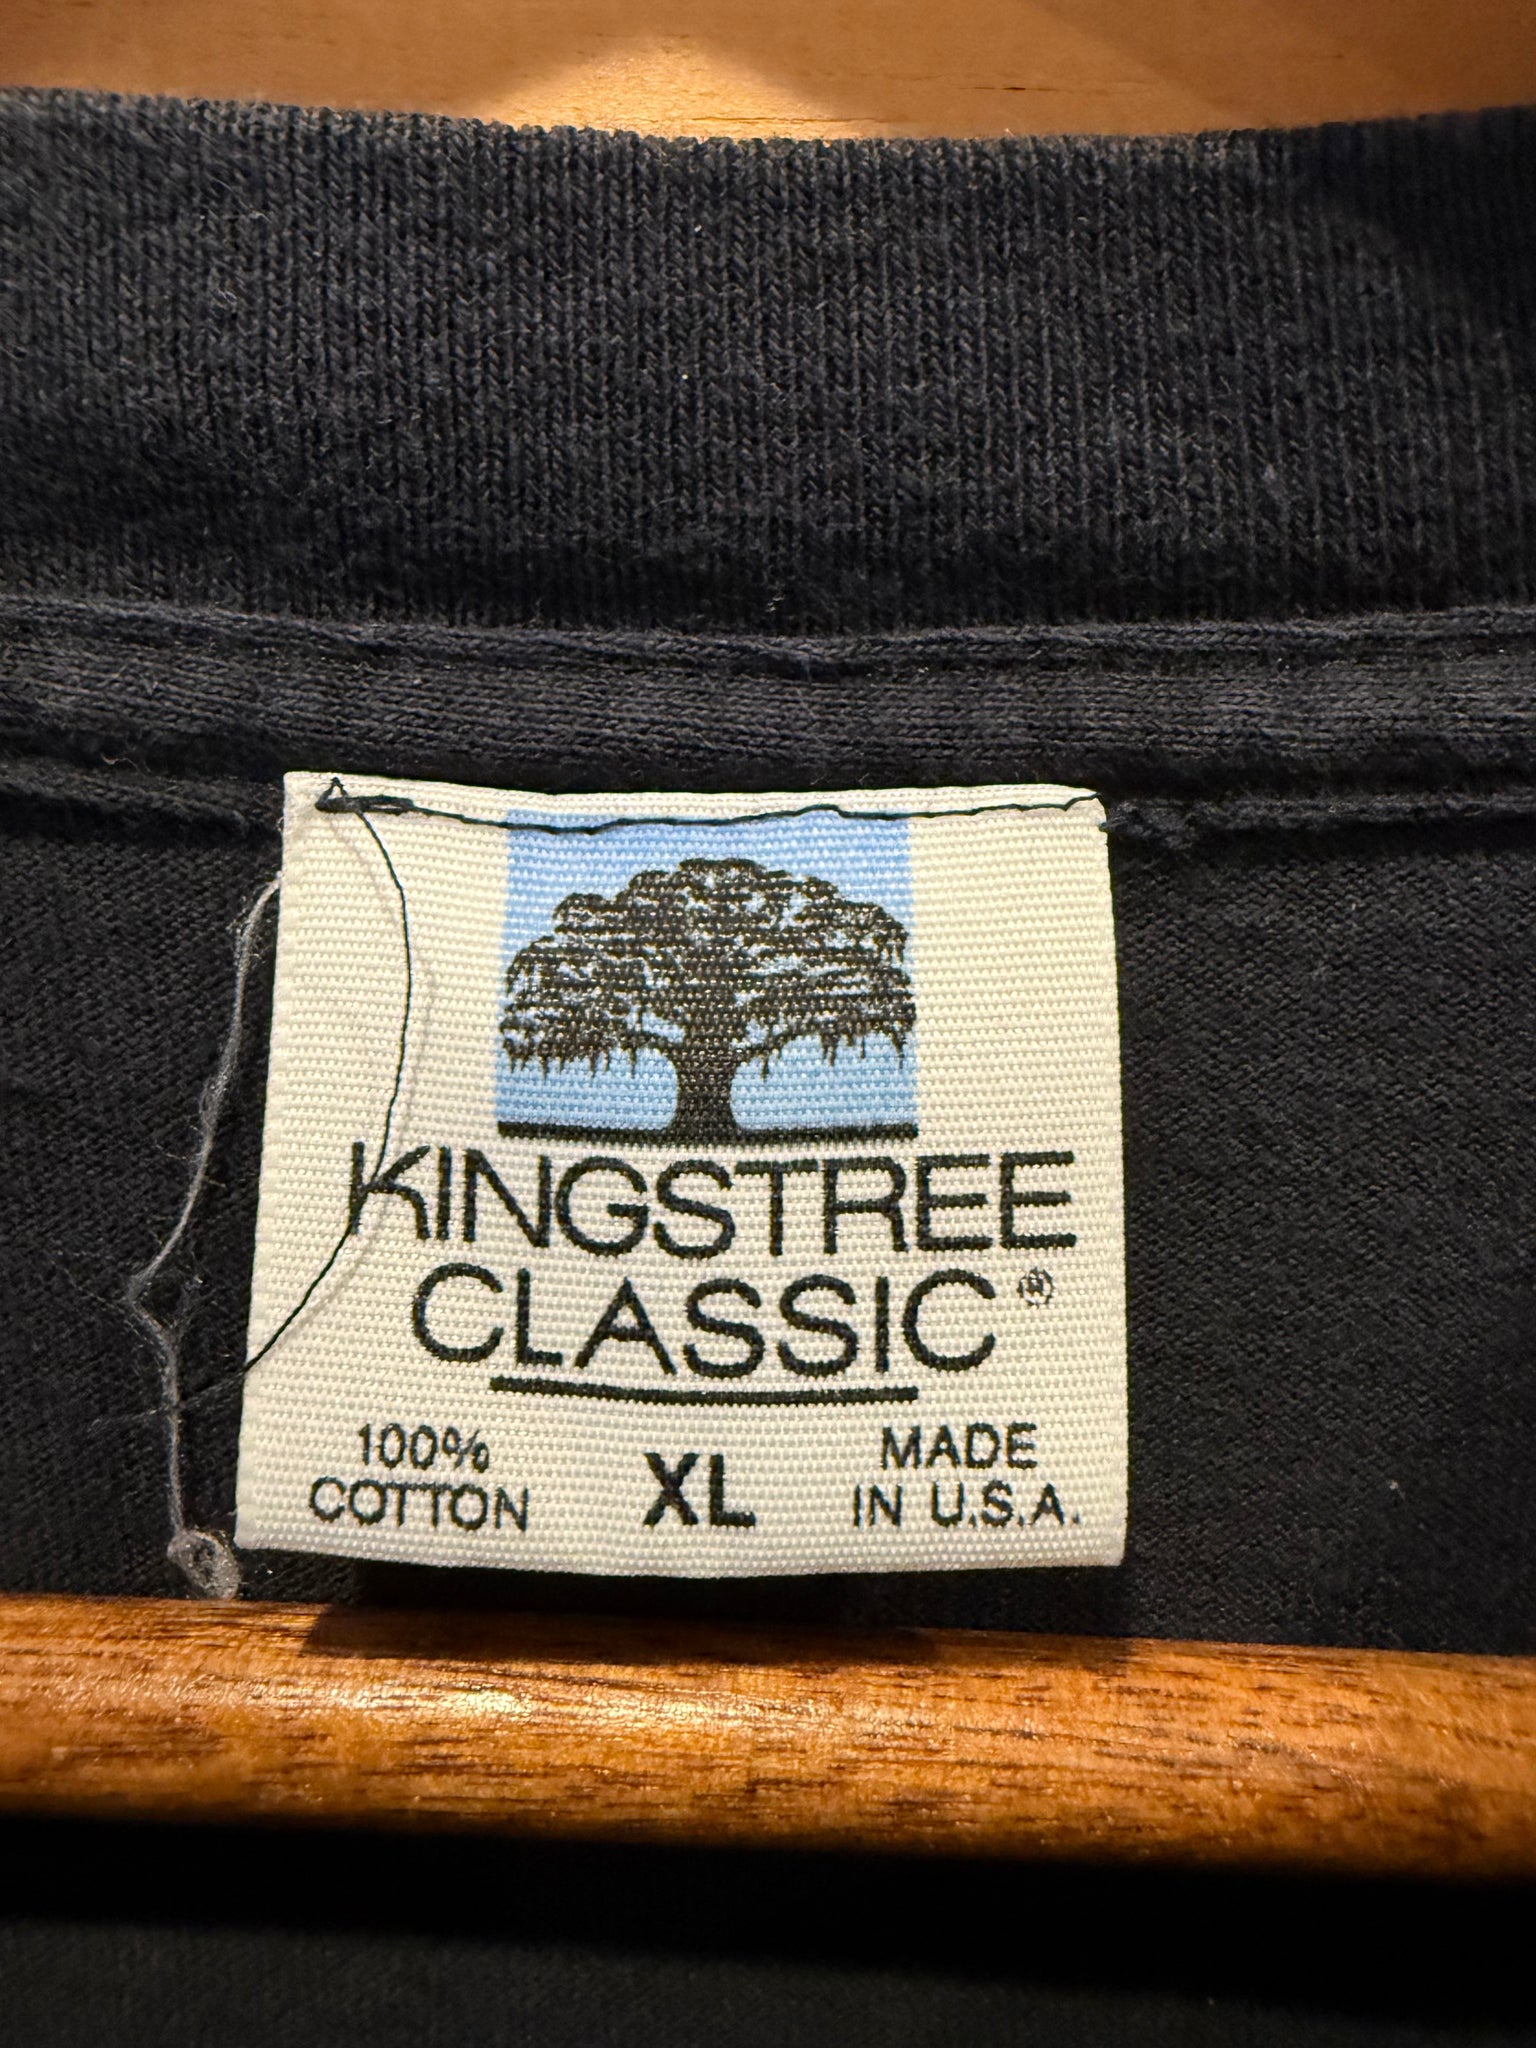 KINGSTREE
CLASSIC®
100%
COTTON
XL
MADE
IN U.S.A.